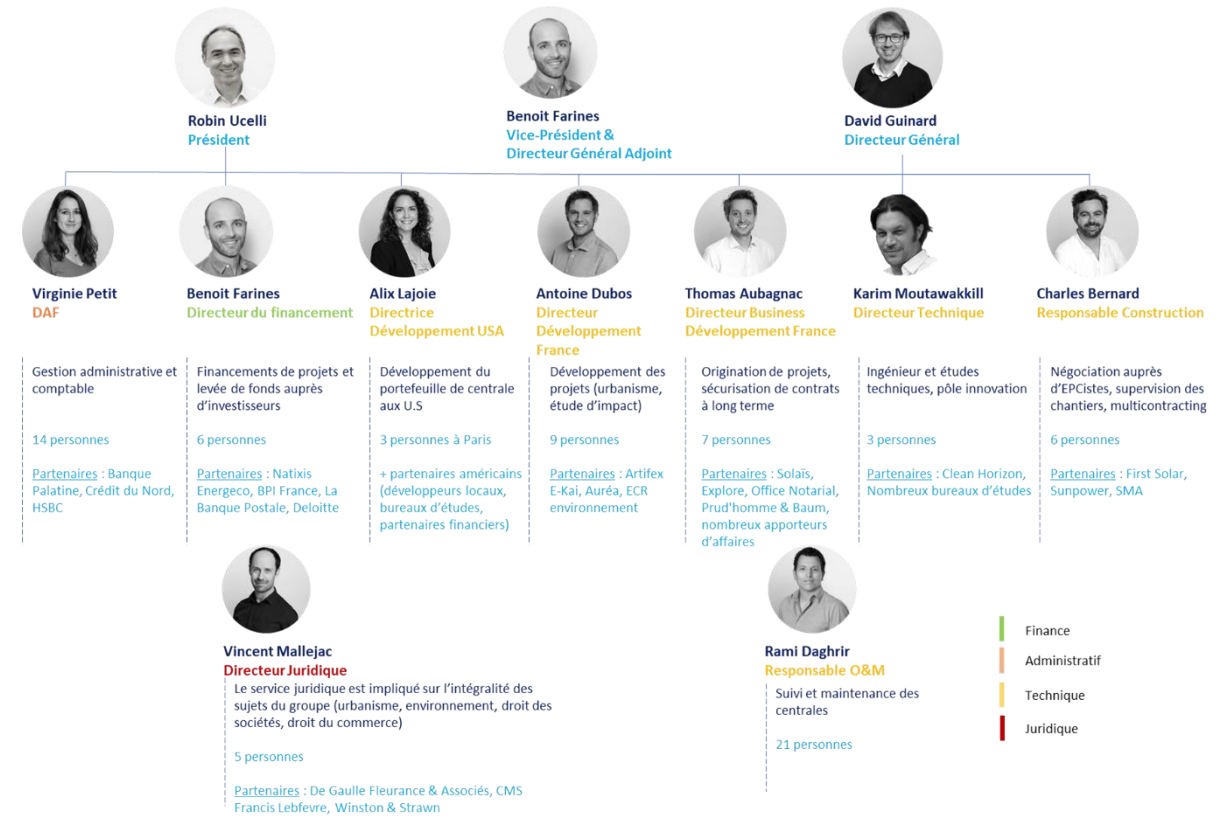 Robin Ucelli
Président
Benoit Farines
Vice-Président &
Directeur Général Adjoint
David Guinard
Directeur Général
Virginie Petit
DAF
Gestion administrative et
comptable
14 personnes
Partenaires : Banque
Palatine, Crédit du Nord,
HSBC
Benoit Farines
Directeur du financement
Financements de projets et
levée de fonds auprès
d'investisseurs
6 personnes
Partenaires : Natixis
Energeco, BPI France, La
Banque Postale, Deloitte
Alix Lajoie
Directrice
Développement USA
Développement du
portefeuille de centrale
aux U.S
3 personnes à Paris
+ partenaires américains
(développeurs locaux,
bureaux d'études,
partenaires financiers)
Antoine Dubos
Directeur
Développement
France
Développement des
projets (urbanisme,
étude d'impact)
9 personnes
Partenaires : Artifex
E-Kai, Auréa, ECR
environnement
Thomas Aubagnac
Directeur Business
Développement France
Origination de projets,
sécurisation de contrats
à long terme
7 personnes
Partenaires : Solaïs,
Explore, Office Notarial,
Prud'homme & Baum,
nombreux apporteurs
d'affaires
Karim Moutawakkill
Directeur Technique
Ingénieur et études
techniques, pôle innovation
3 personnes
Partenaires : Clean Horizon,
Nombreux bureaux d'études
Charles Bernard
Responsable Construction
Négociation auprès
d'EPCistes, supervision des
chantiers, multicontracting
6 personnes
Partenaires : First Solar,
Sunpower, SMA
Vincent Mallejac
Directeur Juridique
Le service juridique est impliqué sur l'intégralité des
sujets du groupe (urbanisme, environnement, droit des
sociétés, droit du commerce)
5 personnes
Partenaires : De Gaulle Fleurance & Associés, CMS
Francis Lebfevre, Winston & Strawn
Rami Daghrir
Responsable O&M
Suivi et maintenance des
centrales
21 personnes
Finance
Administratif
Technique
Juridique